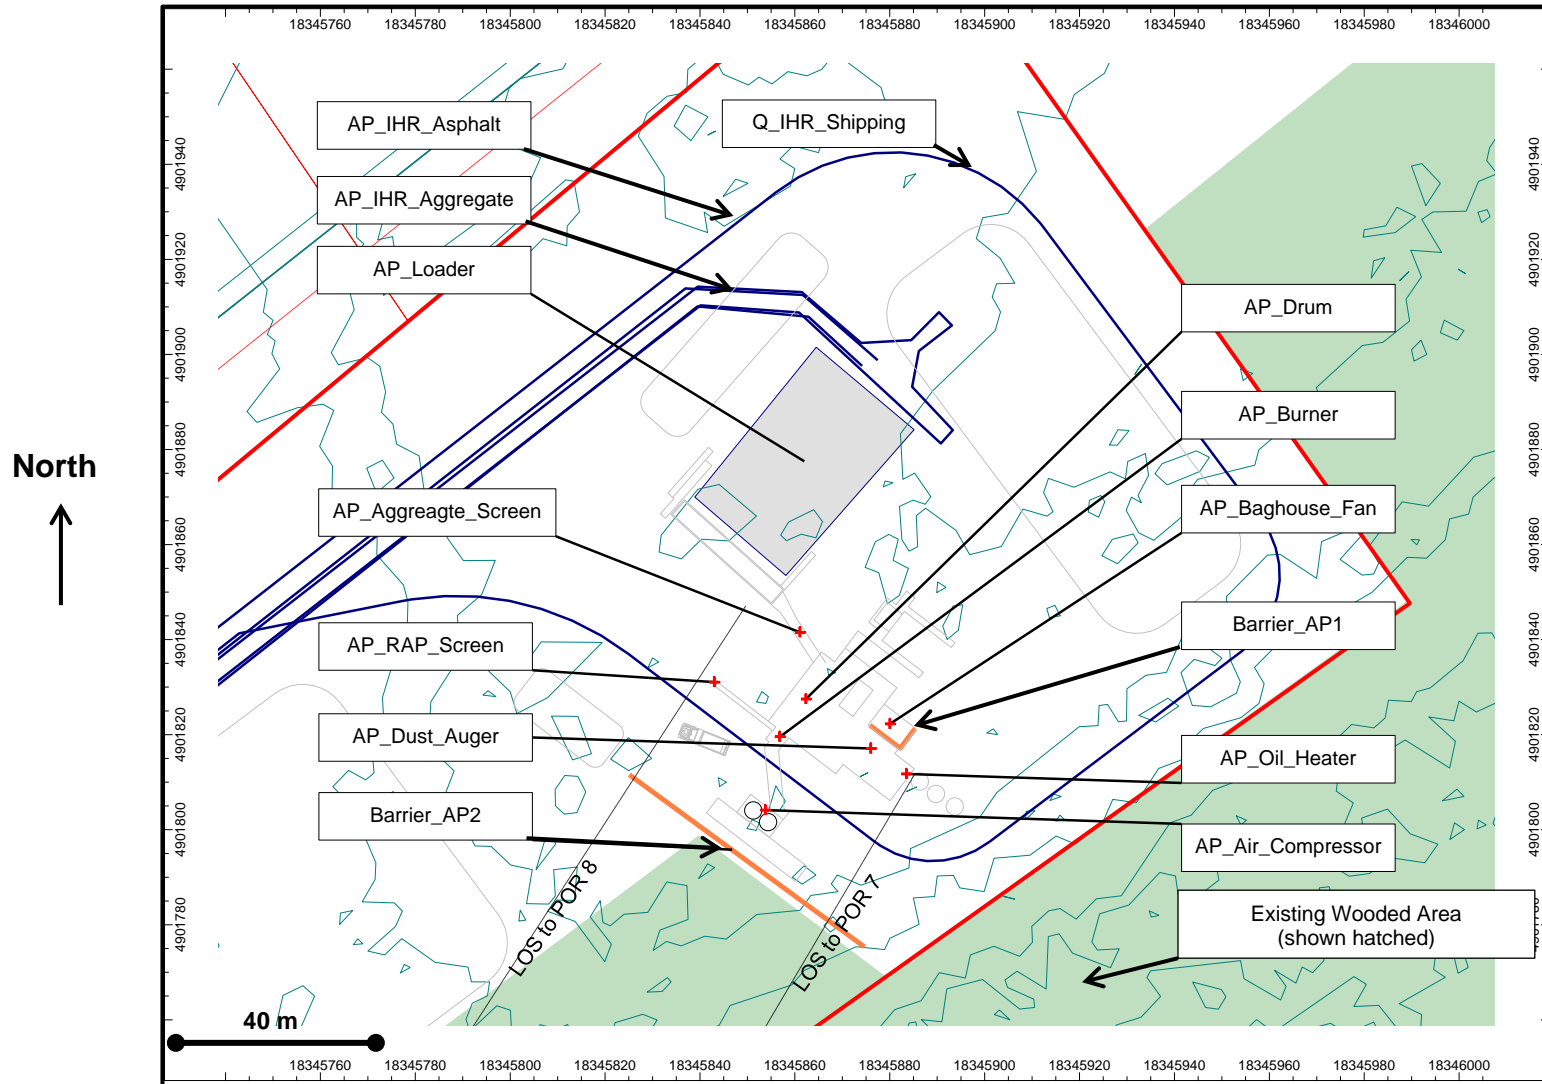 18345760 18345780 18345800 18345820 18345840 18345860 18345880 18345900 18345920 18345940 18345960 18345980 18346000
AP_IHR_Asphalt
Q_IHR_Shipping
AP_IHR_Aggregate
AP_Loader
AP_Drum
AP_Burner
North
AP_Aggreagte_Screen
AP_Baghouse_Fan
AP_RAP_Screen
Barrier_AP1
AP_Dust_Auger
AP_Oil_Heater
Barrier_AP2
AP_Air_Compressor
LOS to POR 8
LOS to POR 7
Existing Wooded Area
(shown hatched)
40 m
4901940
4901920
4901900
4901880
4901860
4901840
4901820
4901800
4901780
4901940
4901920
4901900
4901880
4901860
4901840
4901820
4901800
18345760 18345780 18345800 18345820 18345840 18345860 18345880 18345900 18345920 18345940 18345960 18345980 18346000